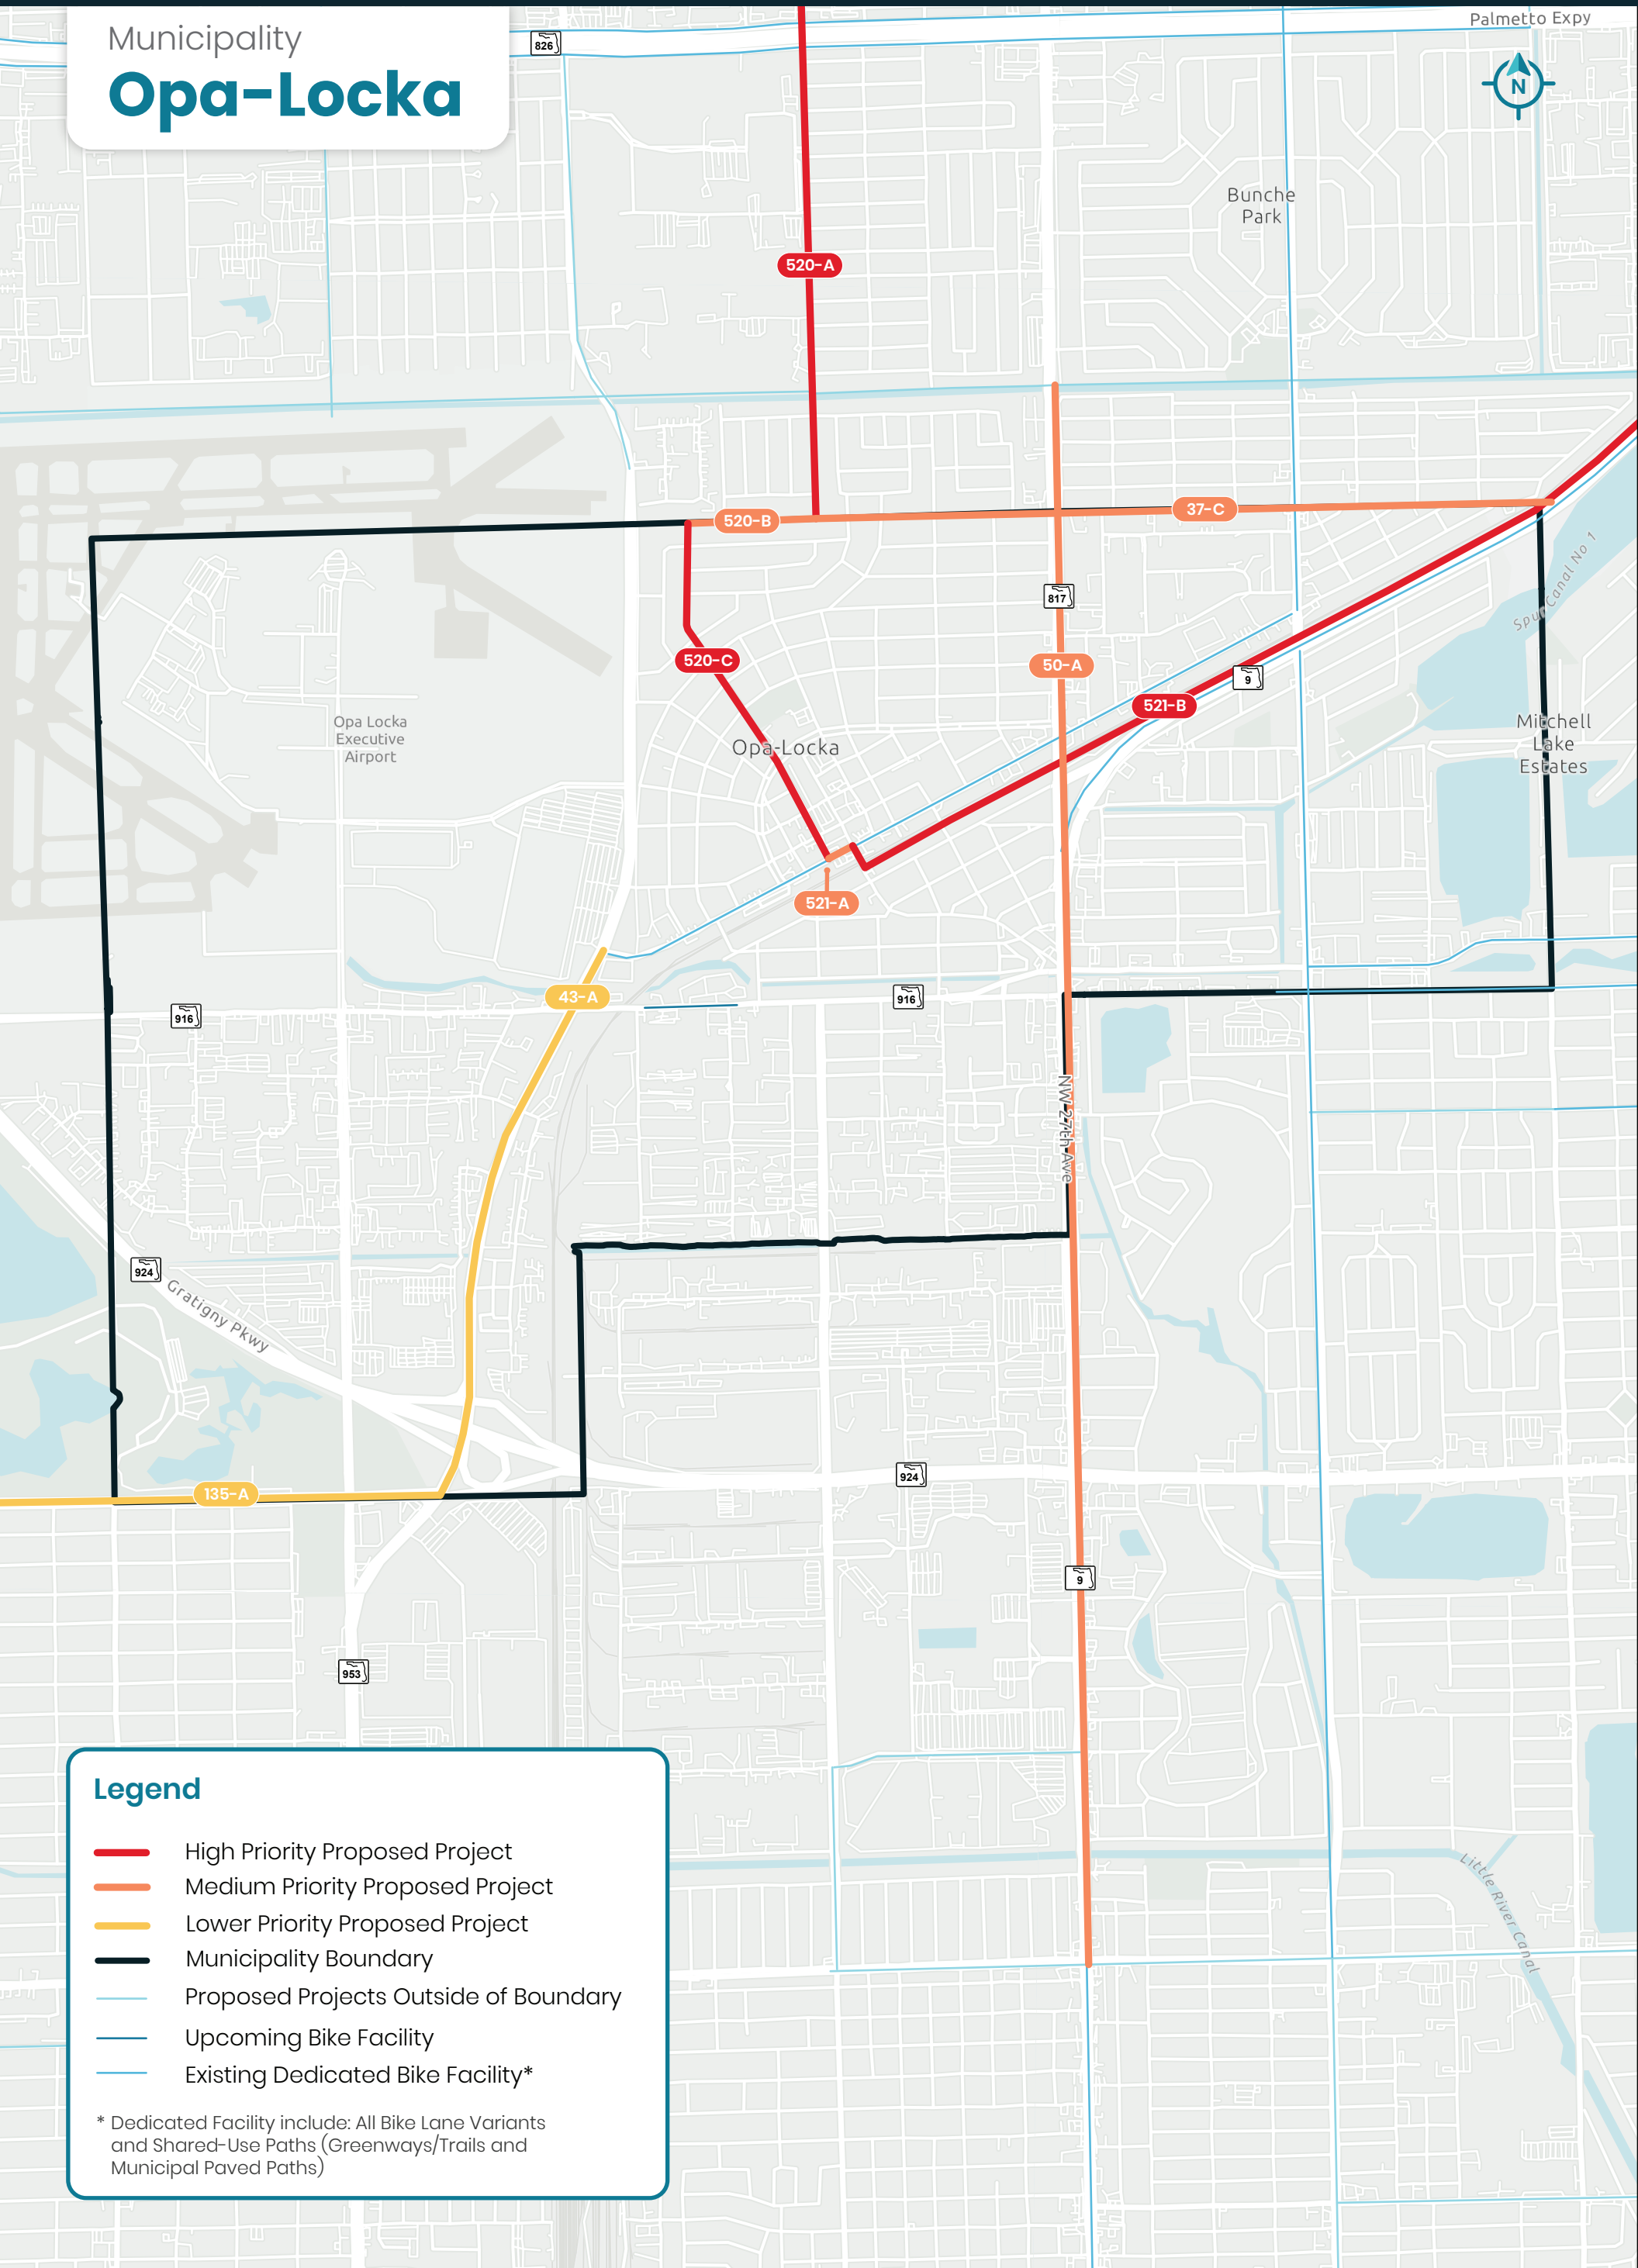 Municipality
Opa-Locka
826
Palmetto Expy
N
Bunche
Park
520-A
520-B
37-C
817
Spur Canal No 1
520-C
50-A
9
521-B
Opa Locka
Executive
Airport
Opa-Locka
Mitchell
Lake
Estates
521-A
43-A
916
916
NW 27th Ave
924
Gratigny Pkwy
924
135-A
9
953
Little River Canal
Legend
High Priority Proposed Project
Medium Priority Proposed Project
Lower Priority Proposed Project
Municipality Boundary
Proposed Projects Outside of Boundary
Upcoming Bike Facility
Existing Dedicated Bike Facility*
* Dedicated Facility include: All Bike Lane Variants
and Shared-Use Paths (Greenways/Trails and
Municipal Paved Paths)